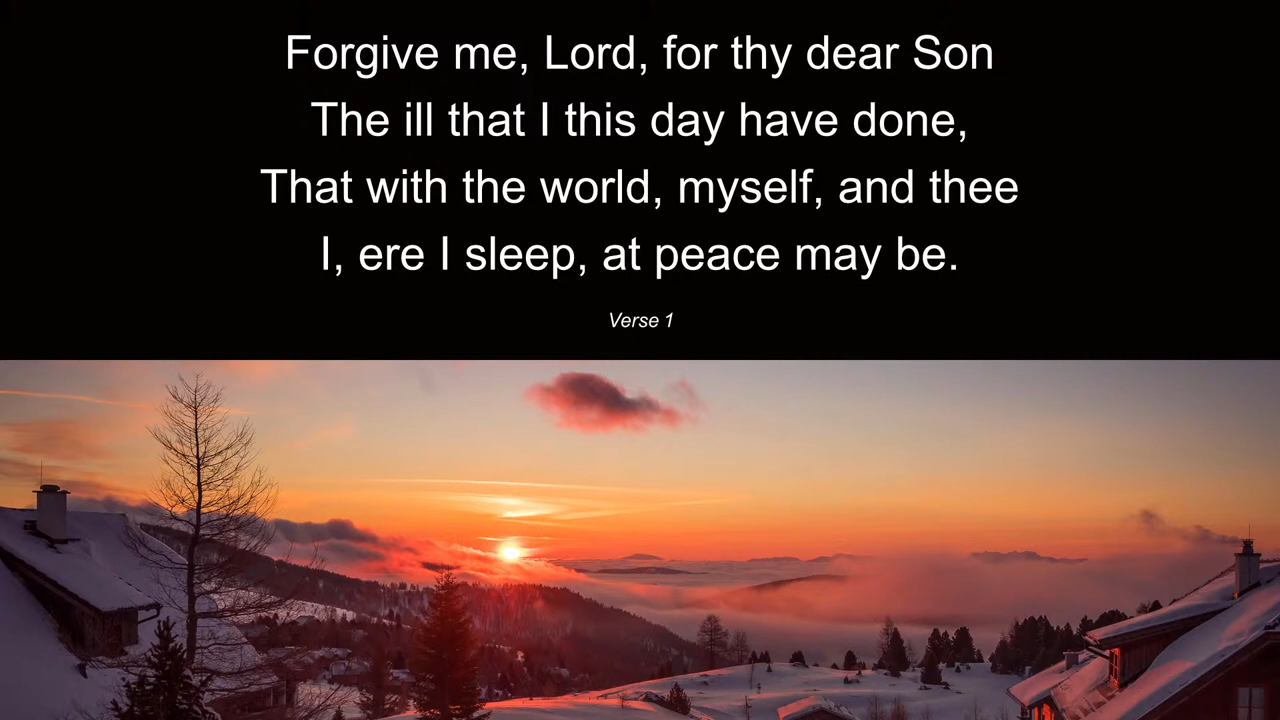 Forgive me, Lord, for thy dear Son
The ill that I this day have done,
That with the world, myself, and thee
I, ere I sleep, at peace may be.
Verse 1